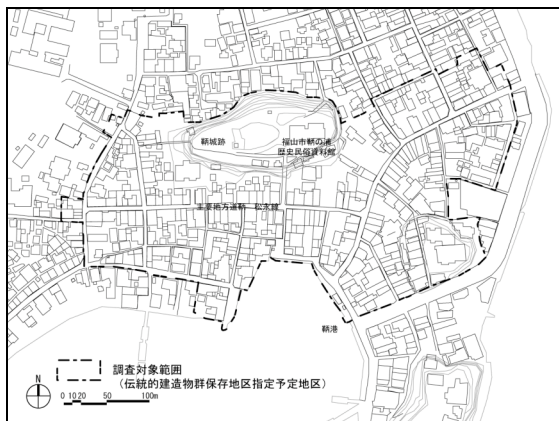 鞆城跡
福山市鞆の浦
歴史民俗資料館
主要地方道鞆 松永線
鞆港
調査対象範囲
(伝統的建造物群保存地区指定予定地区)
N
0 10 20 50 100m